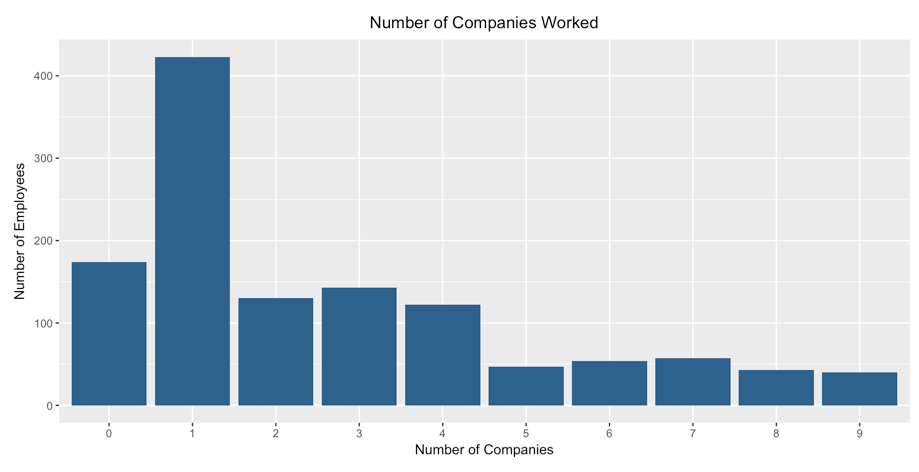 Number of Companies Worked
Number of Employees
400
300
200
100
0
0 1 2 3 4 5 6 7 8 9
Number of Companies